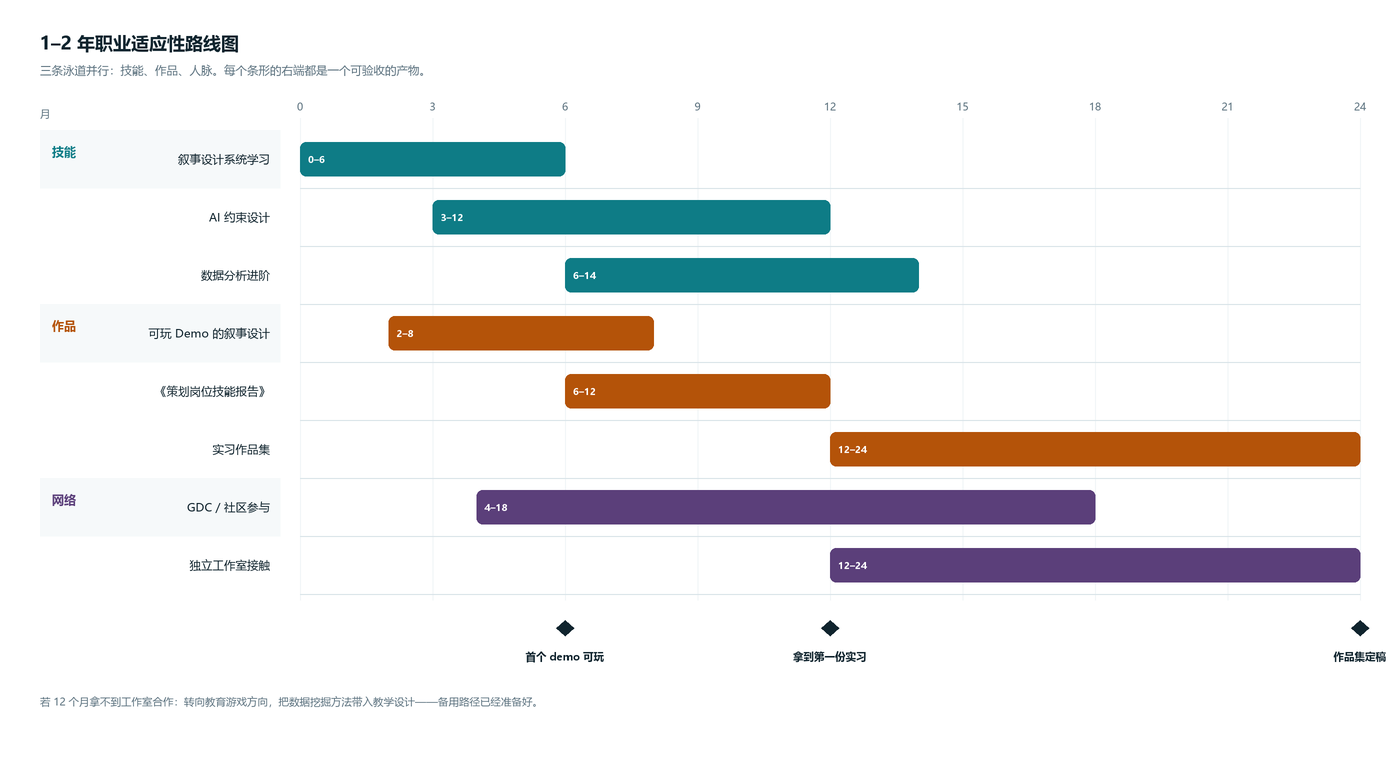 1–2 年职业适应性路线图
三条泳道并行：技能、作品、人脉。每个条形的右端都是一个可验收的产物。
月
0 3 6 9 12 15 18 21 24
技能
叙事设计系统学习
0–6
AI 约束设计
3–12
数据分析进阶
6–14
作品
可玩 Demo 的叙事设计
2–8
《策划岗位技能报告》
6–12
实习作品集
12–24
网络
GDC / 社区参与
4–18
独立工作室接触
12–24
首个 demo 可玩
拿到第一份实习
作品集定稿
若 12 个月拿不到工作室合作：转向教育游戏方向，把数据挖掘方法带入教学设计——备用路径已经准备好。